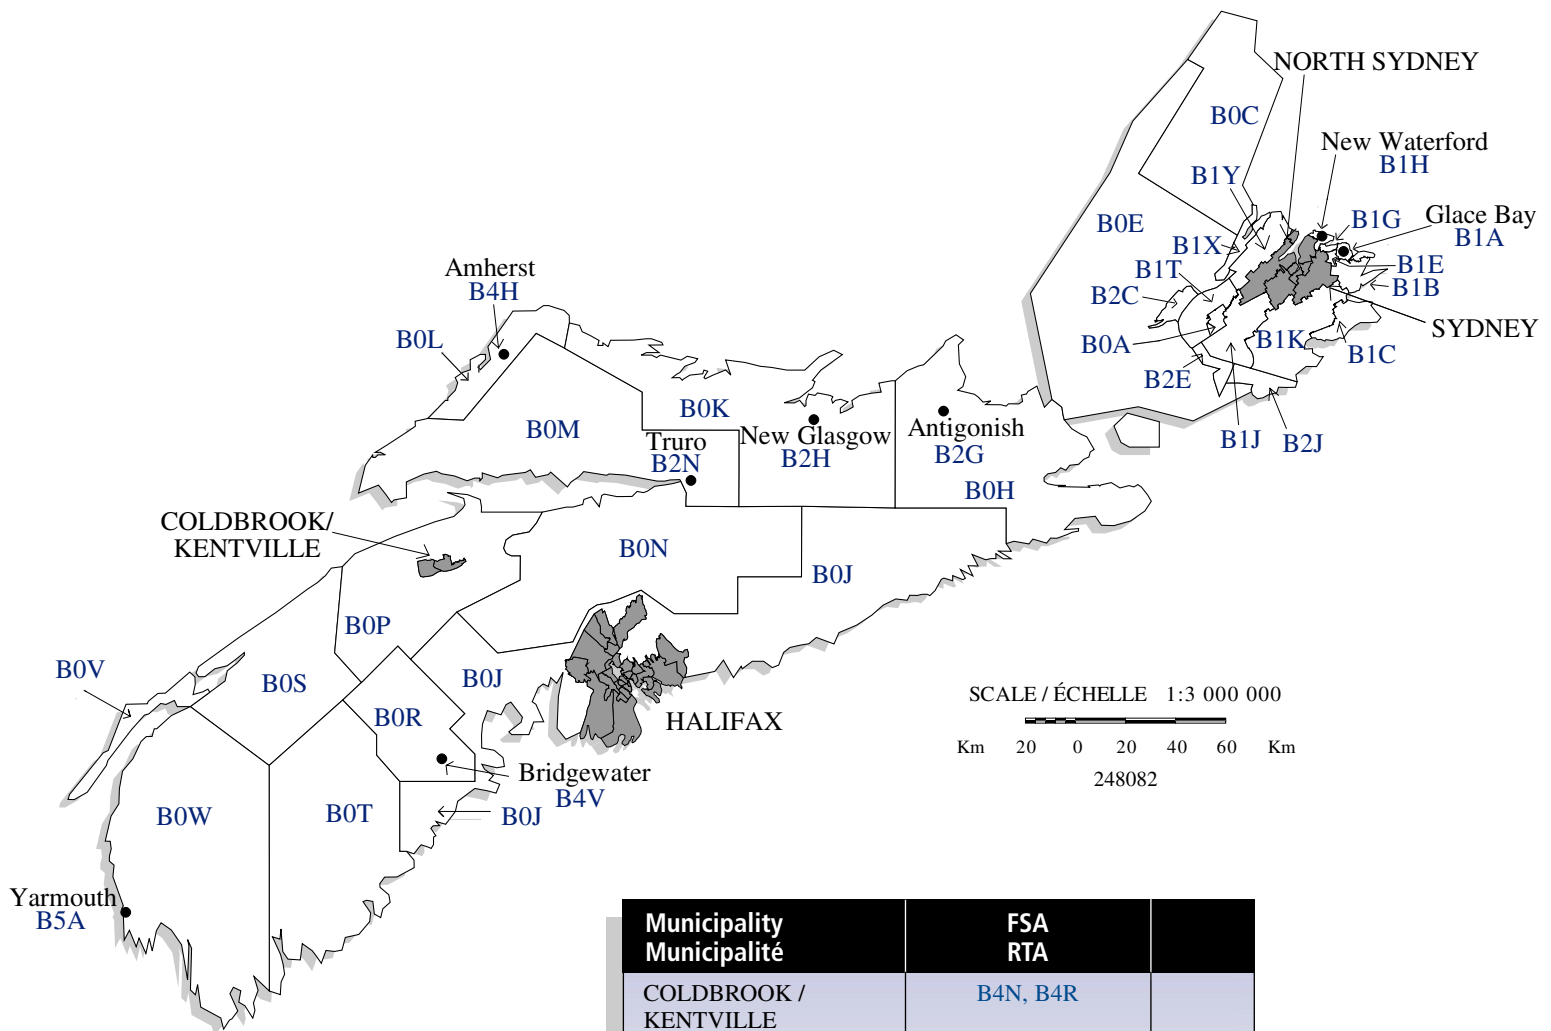 NORTH SYDNEY
B0C
New Waterford
B1H
B1Y
B0E
B1G
Glace Bay
B1A
B1X
B1T
B1E
B1B
B2C
SYDNEY
B0A
B1K
B1C
B2E
B1J
B2J
Amherst
B4H
B0L
B0K
B0M
Truro
B2N
New Glasgow
B2H
Antigonish
B2G
B0H
COLDBROOK/
KENTVILLE
B0N
B0J
B0P
B0V
B0S
B0J
B0R
HALIFAX
Bridgewater
B4V
B0W
B0T
B0J
Yarmouth
B5A
SCALE / ÉCHELLE 1:3 000 000
Km 20 0 20 40 60 Km
248082
Municipality FSA
Municipalité RTA
COLDBROOK / B4N, B4R
KENTVILLE